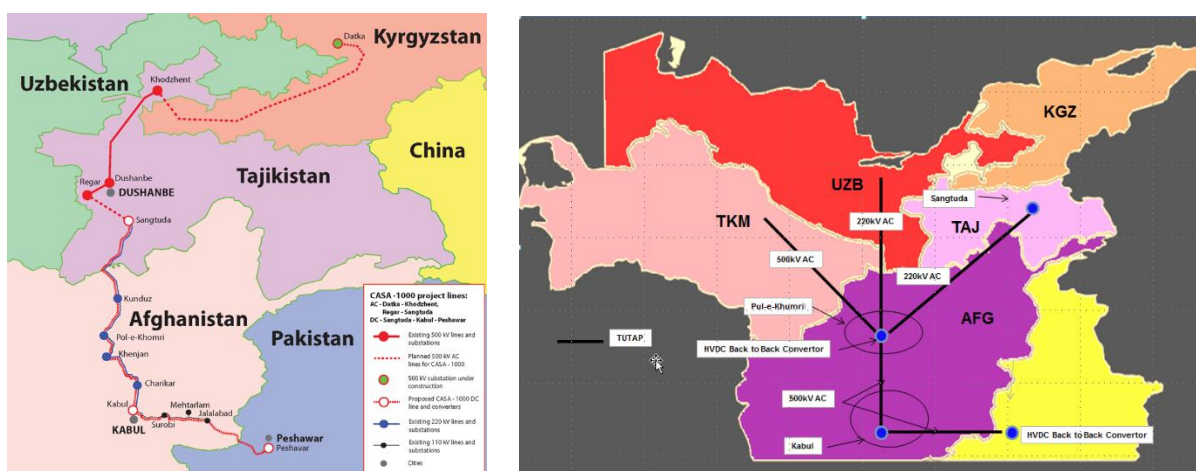 Datka
Kyrgyzstan
Khodzhent
Uzbekistan
China
Dushanbe
Regar
DUSHANBE
Tajikistan
Sangtuda
Kunduz
Afghanistan
Pol-e-Khomri
Khenjan
Pakistan
Charikar
Kabul
Mehtarlam
Surobi
Jalalabad
KABUL
Peshawar
Peshavar
CASA -1000 project lines:
AC - Datka - Khodzhent,
Regar - Sangtuda
DC - Sangtuda - Kabul - Peshawar
Existing 500 kV lines and
substations
Planned 500 kV AC
lines for CASA - 1000
500 kV substation under
construction
Proposed CASA - 1000 DC
line and converters
Existing 220 kV lines and
substations
Existing 110 kV lines and
substations
Cities
KGZ
UZB
Sangtuda
TKM
220kV AC
TAJ
500kV AC
220kV AC
Pul-e-Khumri
AFG
TUTAP
HVDC Back to Back Convertor
500kV AC
Kabul
HVDC Back to Back Convertor